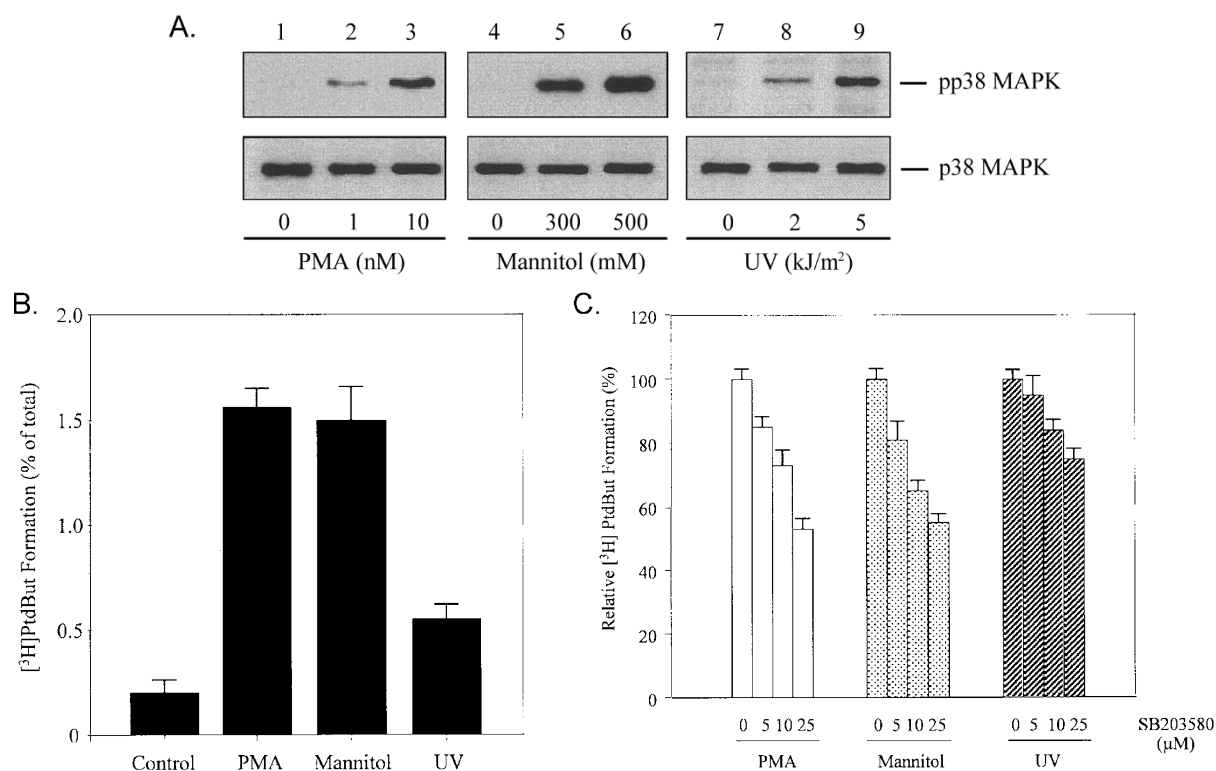 A.
1 2 3 4 5 6 7 8 9
pp38 MAPK
p38 MAPK
0 1 10 0 300 500 0 2 5
PMA (nM) Mannitol (mM) UV (kJ/m²)
B.
[³H]PtdBut Formation (% of total)
2.0
1.5
1.0
0.5
0
Control PMA Mannitol UV
C.
Relative [³H] PtdBut Formation (%)
120
100
80
60
40
20
0
0 5 10 25 0 5 10 25 0 5 10 25 SB203580
(μM)
PMA Mannitol UV